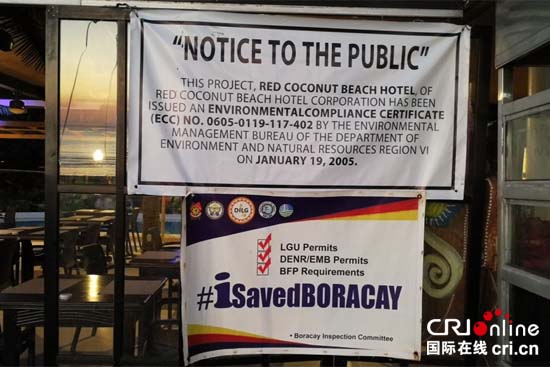 "NOTICE TO THE PUBLIC"
THIS PROJECT, RED COCONUT BEACH HOTEL, OF
RED COCONUT BEACH HOTEL CORPORATION HAS BEEN
ISSUED AN ENVIRONMENTALCOMPLIANCE CERTIFICATE
(ECC) NO. 0605-0119-117-402 BY THE ENVIRONMENTAL
MANAGEMENT BUREAU OF THE DEPARTMENT OF
ENVIRONMENT AND NATURAL RESOURCES REGION VI
ON JANUARY 19, 2005.
DILG
LGU Permits
DENR/EMB Permits
BFP Requirements
#iSavedBORACAY
• Boracay Inspection Committee
CRIOnline
国际在线 cri.cn